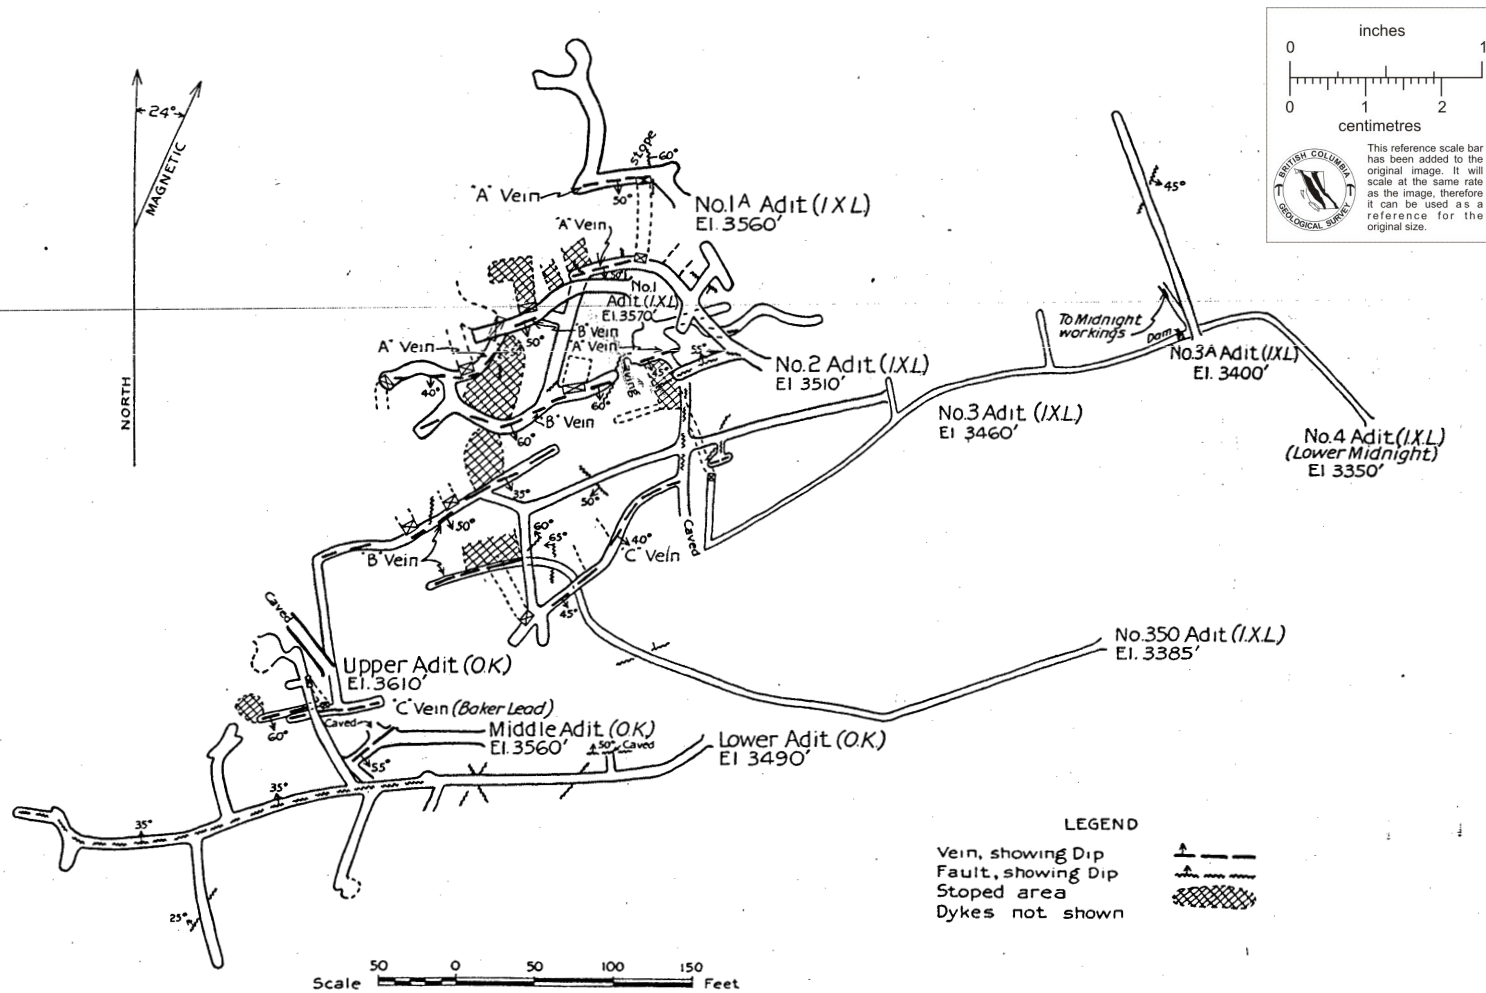 inches
0 1
0 1 2
centimetres
BRITISH COLUMBIA
GEOLOGICAL SURVEY
This reference scale bar
has been added to the
original image. It will
scale at the same rate
as the image, therefore
it can be used as a
reference for the
original size.
24°
MAGNETIC
NORTH
stope
60°
"A" Vein
50°
No.1A Adit (I.X.L)
El. 3560'
"A" Vein
50°
No.1
Adit (I.X.L)
El. 3570'
"B" Vein
50°
"A" Vein
"A" Vein
55°
45°
40°
60°
"B" Vein
60°
No.2 Adit (I.X.L)
El 3510'
45°
To Midnight
workings
Dam
No.3A Adit (IXL)
El. 3400'
No.3 Adit (I.X.L)
El 3460'
No.4 Adit (I.X.L)
(Lower Midnight)
El 3350'
35°
50°
50°
60°
65°
40°
"C" Vein
Caved
"B" Vein
45°
No.350 Adit (I.X.L)
El. 3385'
Caved
Upper Adit (O.K)
El. 3610'
"C" Vein (Baker Lead)
60°
Caved
Middle Adit (O.K)
El. 3560'
55°
50°
Caved
Lower Adit (O.K)
El 3490'
35°
35°
25°
LEGEND
Vein, showing Dip
Fault, showing Dip
Stoped area
Dykes not shown
Scale 50 0 50 100 150 Feet